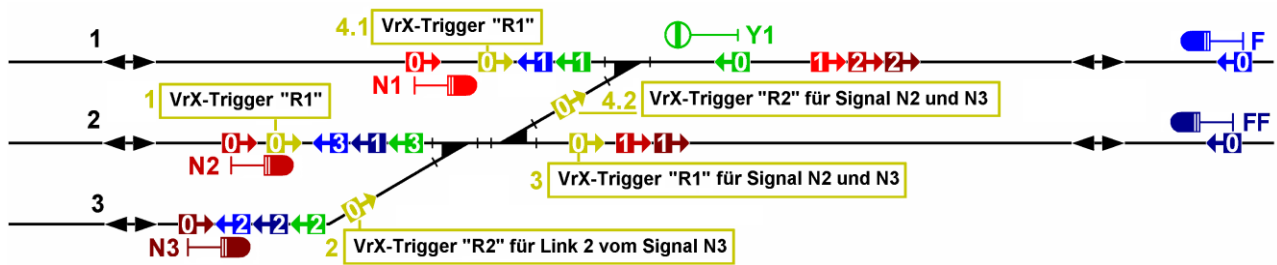 4.1 VrX-Trigger "R1"
Y1
F
1 0 0 1 1 0 1 2 2 0
N1
1 VrX-Trigger "R1"
0 4.2 VrX-Trigger "R2" für Signal N2 und N3
FF
2 0 0 3 1 3 0 1 1 0
N2
3 VrX-Trigger "R1" für Signal N2 und N3
0
3 0 2 2 2
N3
2 VrX-Trigger "R2" für Link 2 vom Signal N3